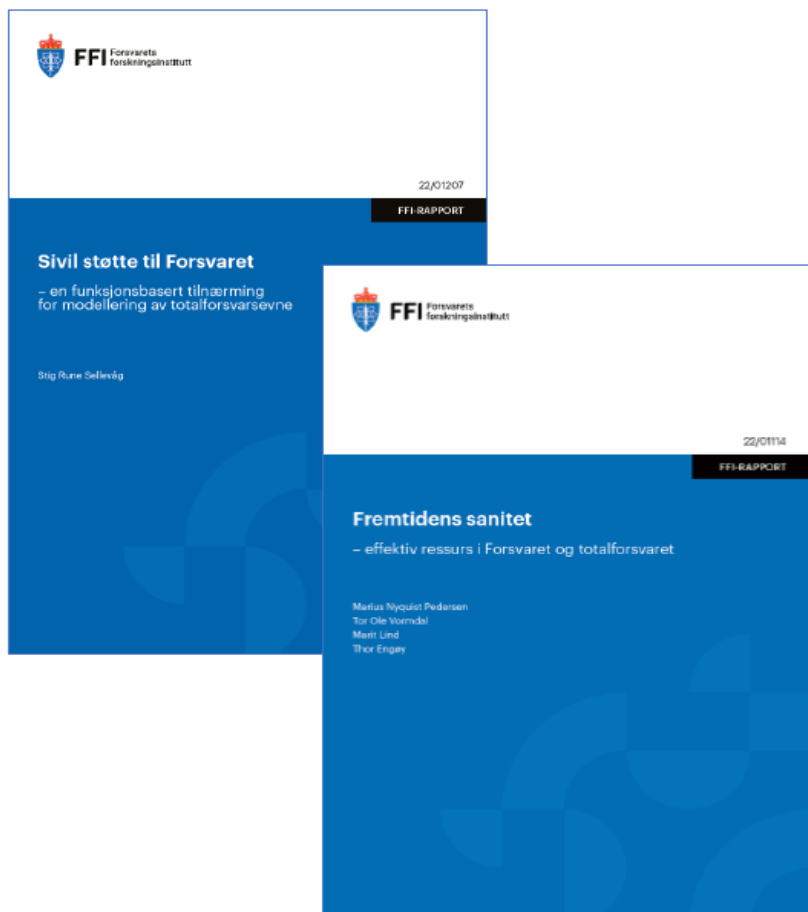 FFI Forsvarets
forskningsinstitutt
22/01207
FFI-RAPPORT
Sivil støtte til Forsvaret
– en funksjonsbasert tilnærming
for modellering av totalforsvarsevne
Stig Rune Sellevåg
FFI Forsvarets
forskningsinstitutt
22/01114
FFI-RAPPORT
Fremtidens sanitet
– effektiv ressurs i Forsvaret og totalforsvaret
Marius Nyquist Pedersen
Tor Ole Vormdal
Marit Lind
Thor Engøy